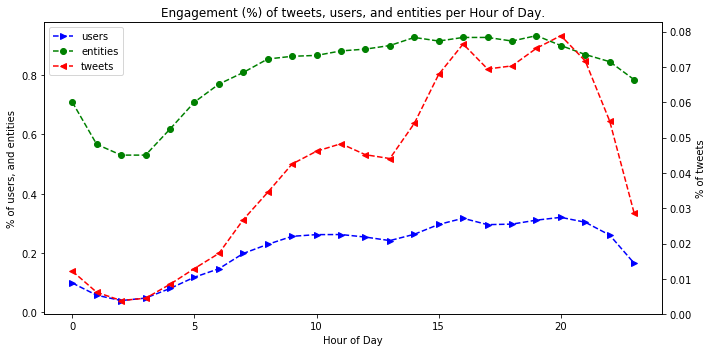 Engagement (%) of tweets, users, and entities per Hour of Day.
users
entities
tweets
% of users, and entities
0.8
0.6
0.4
0.2
0.0
0.08
0.07
0.06
0.05
0.04
0.03
0.02
0.01
0.00
% of tweets
0 5 10 15 20
Hour of Day